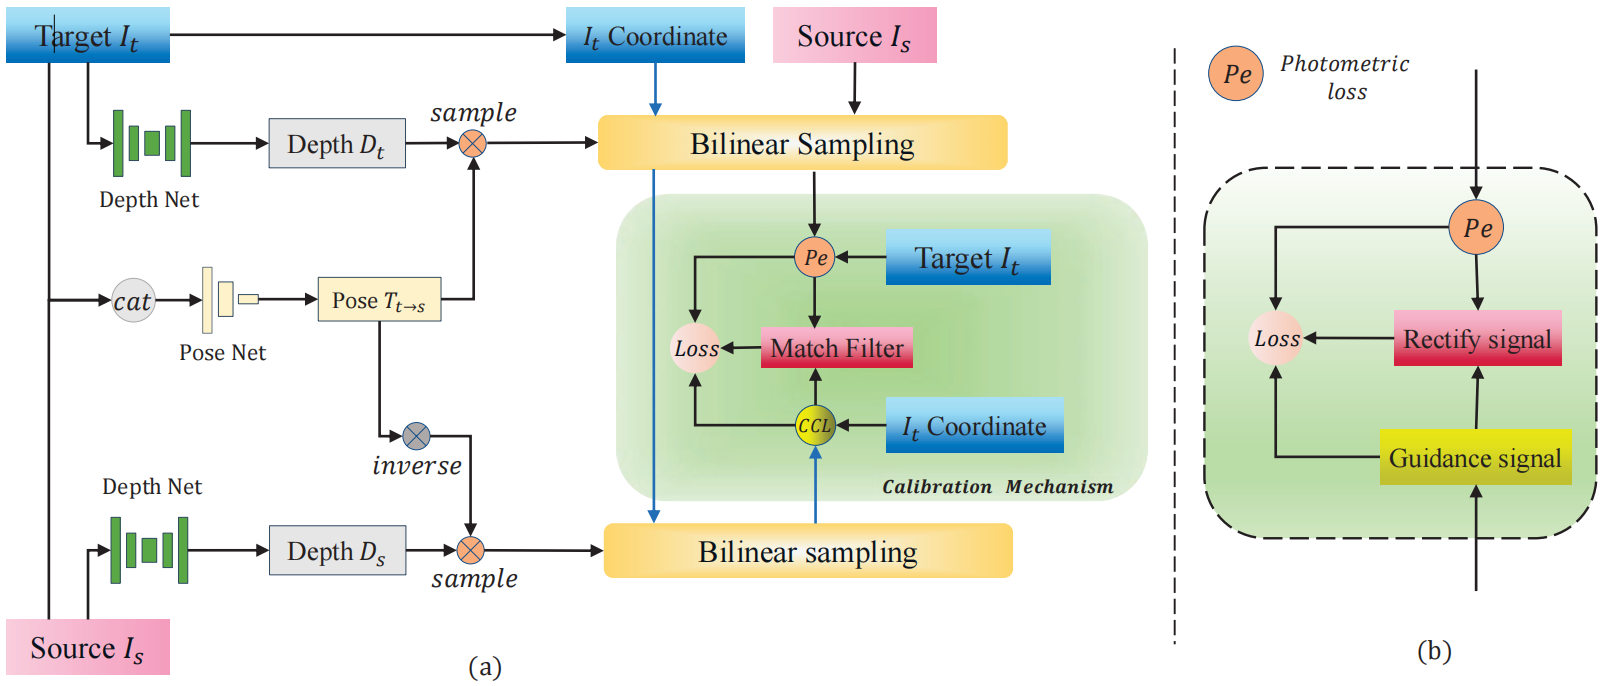 Target I_t
I_t Coordinate
Source I_s
Pe
Photometric
loss
sample
Depth D_t
Bilinear Sampling
Depth Net
Pe
Target I_t
Pe
cat
Pose T_{t→s}
Pose Net
Loss
Match Filter
Loss
Rectify signal
CCL
I_t Coordinate
inverse
Guidance signal
Calibration Mechanism
Depth Net
Depth D_s
Bilinear sampling
sample
Source I_s
(a)
(b)